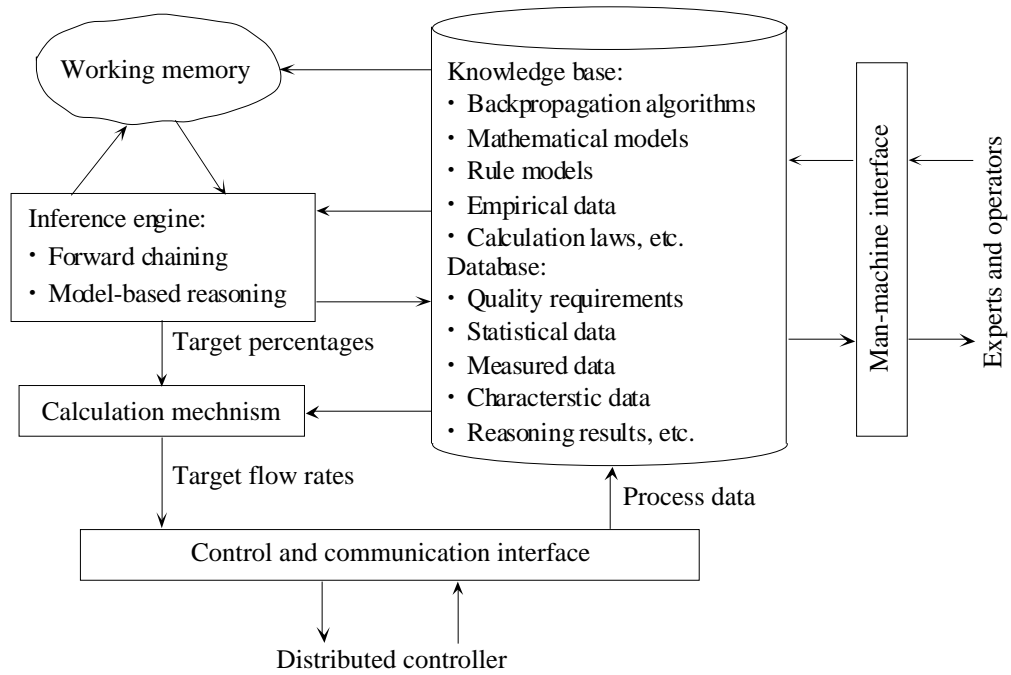 Working memory
Knowledge base:
・Backpropagation algorithms
・Mathematical models
・Rule models
・Empirical data
・Calculation laws, etc.
Database:
・Quality requirements
・Statistical data
・Measured data
・Characterstic data
・Reasoning results, etc.
Inference engine:
・Forward chaining
・Model-based reasoning
Target percentages
Calculation mechnism
Target flow rates
Process data
Control and communication interface
Distributed controller
Man-machine interface
Experts and operators